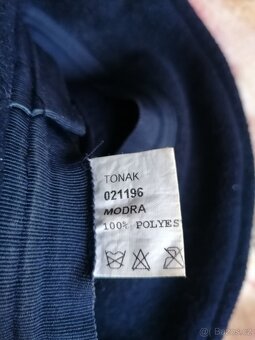 TONAK
021196
MODRA
100% POLYES